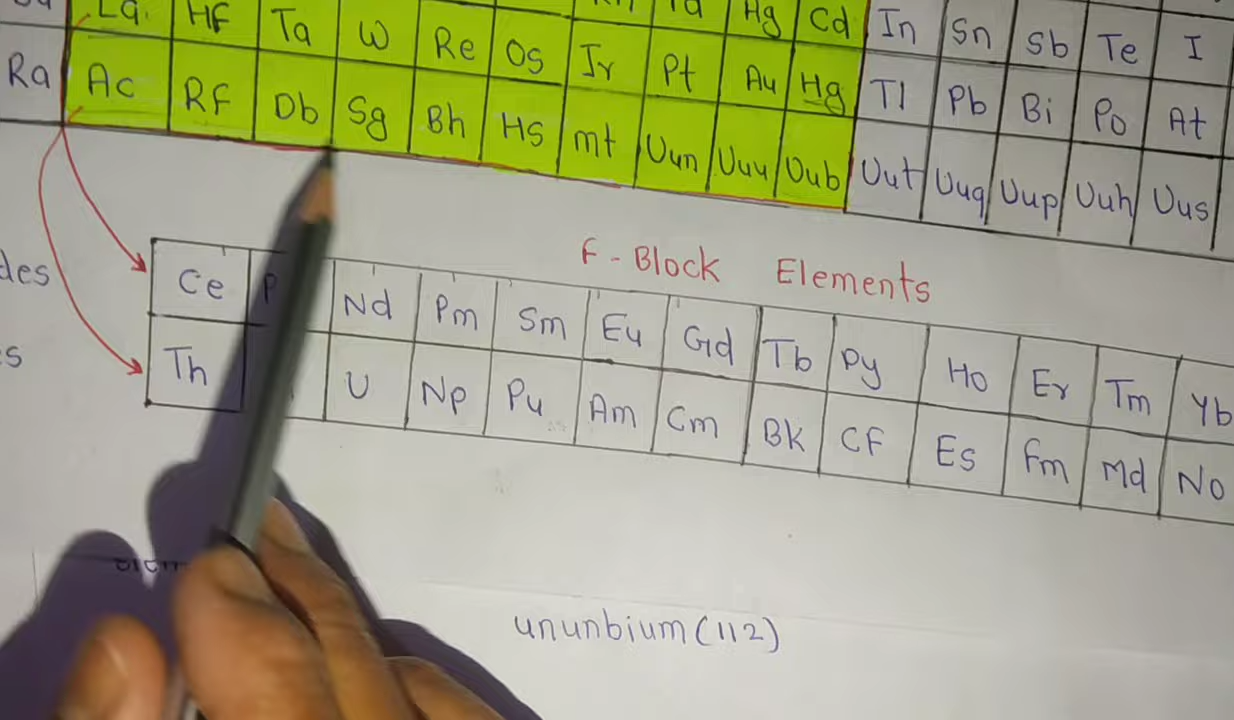 La. Hf Ta W Re Os Ir Pt Au Hg Tl Pb Bi Po At
Hg Cd In Sn Sb Te I
Ra Ac Rf Db Sg Bh Hs mt Uun Uuu Uub Uut Uuq Uup Uuh Uus
F - Block Elements
des
Ce P Nd Pm Sm Eu Gd Tb Py Ho Er Tm Yb
s
Th U Np Pu Am Cm Bk CF Es Fm Md No
ununbium (112)